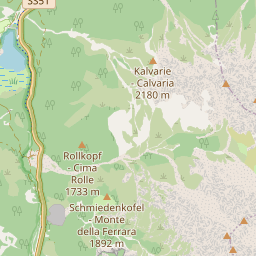 SS51
Kalvarie
- Calvaria
2180 m
Rollkopf
- Cima
Rolle
1733 m
Schmiedenkofel
- Monte
della Ferrara
1892 m